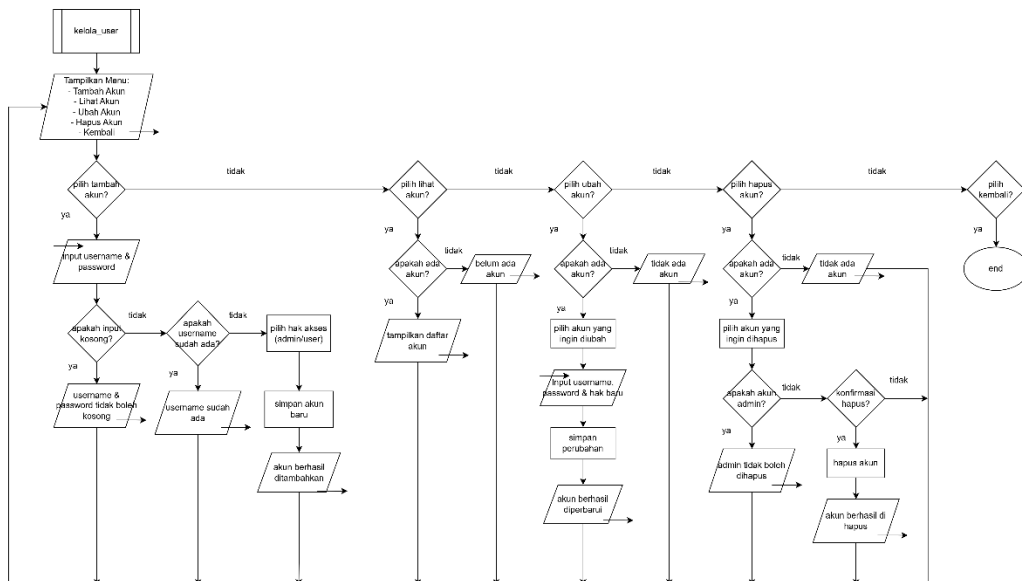 kelola_user
Tampilkan Menu:
- Tambah Akun
- Lihat Akun
- Ubah Akun
- Hapus Akun
- Kembali
pilih tambah
akun?
tidak
pilih lihat
akun?
tidak
pilih ubah
akun?
tidak
pilih hapus
akun?
tidak
pilih
kembali?
ya
ya
ya
ya
ya
input username &
password
apakah ada
akun?
tidak
belum ada
akun
apakah ada
akun?
tidak
tidak ada
akun
apakah ada
akun?
tidak
tidak ada
akun
end
apakah input
kosong?
tidak
apakah
username
sudah ada?
tidak
pilih hak akses
(admin/user)
ya
tampilkan daftar
akun
ya
pilih akun yang
ingin diubah
ya
pilih akun yang
ingin dihapus
ya
username &
password tidak boleh
kosong
ya
username sudah
ada
simpan akun
baru
Input username,
password & hak baru
apakah akun
admin?
tidak
konfirmasi
hapus?
tidak
akun berhasil
ditambahkan
simpan
perubahan
ya
admin tidak boleh
dihapus
ya
hapus akun
akun berhasil
diperbarui
akun berhasil di
hapus